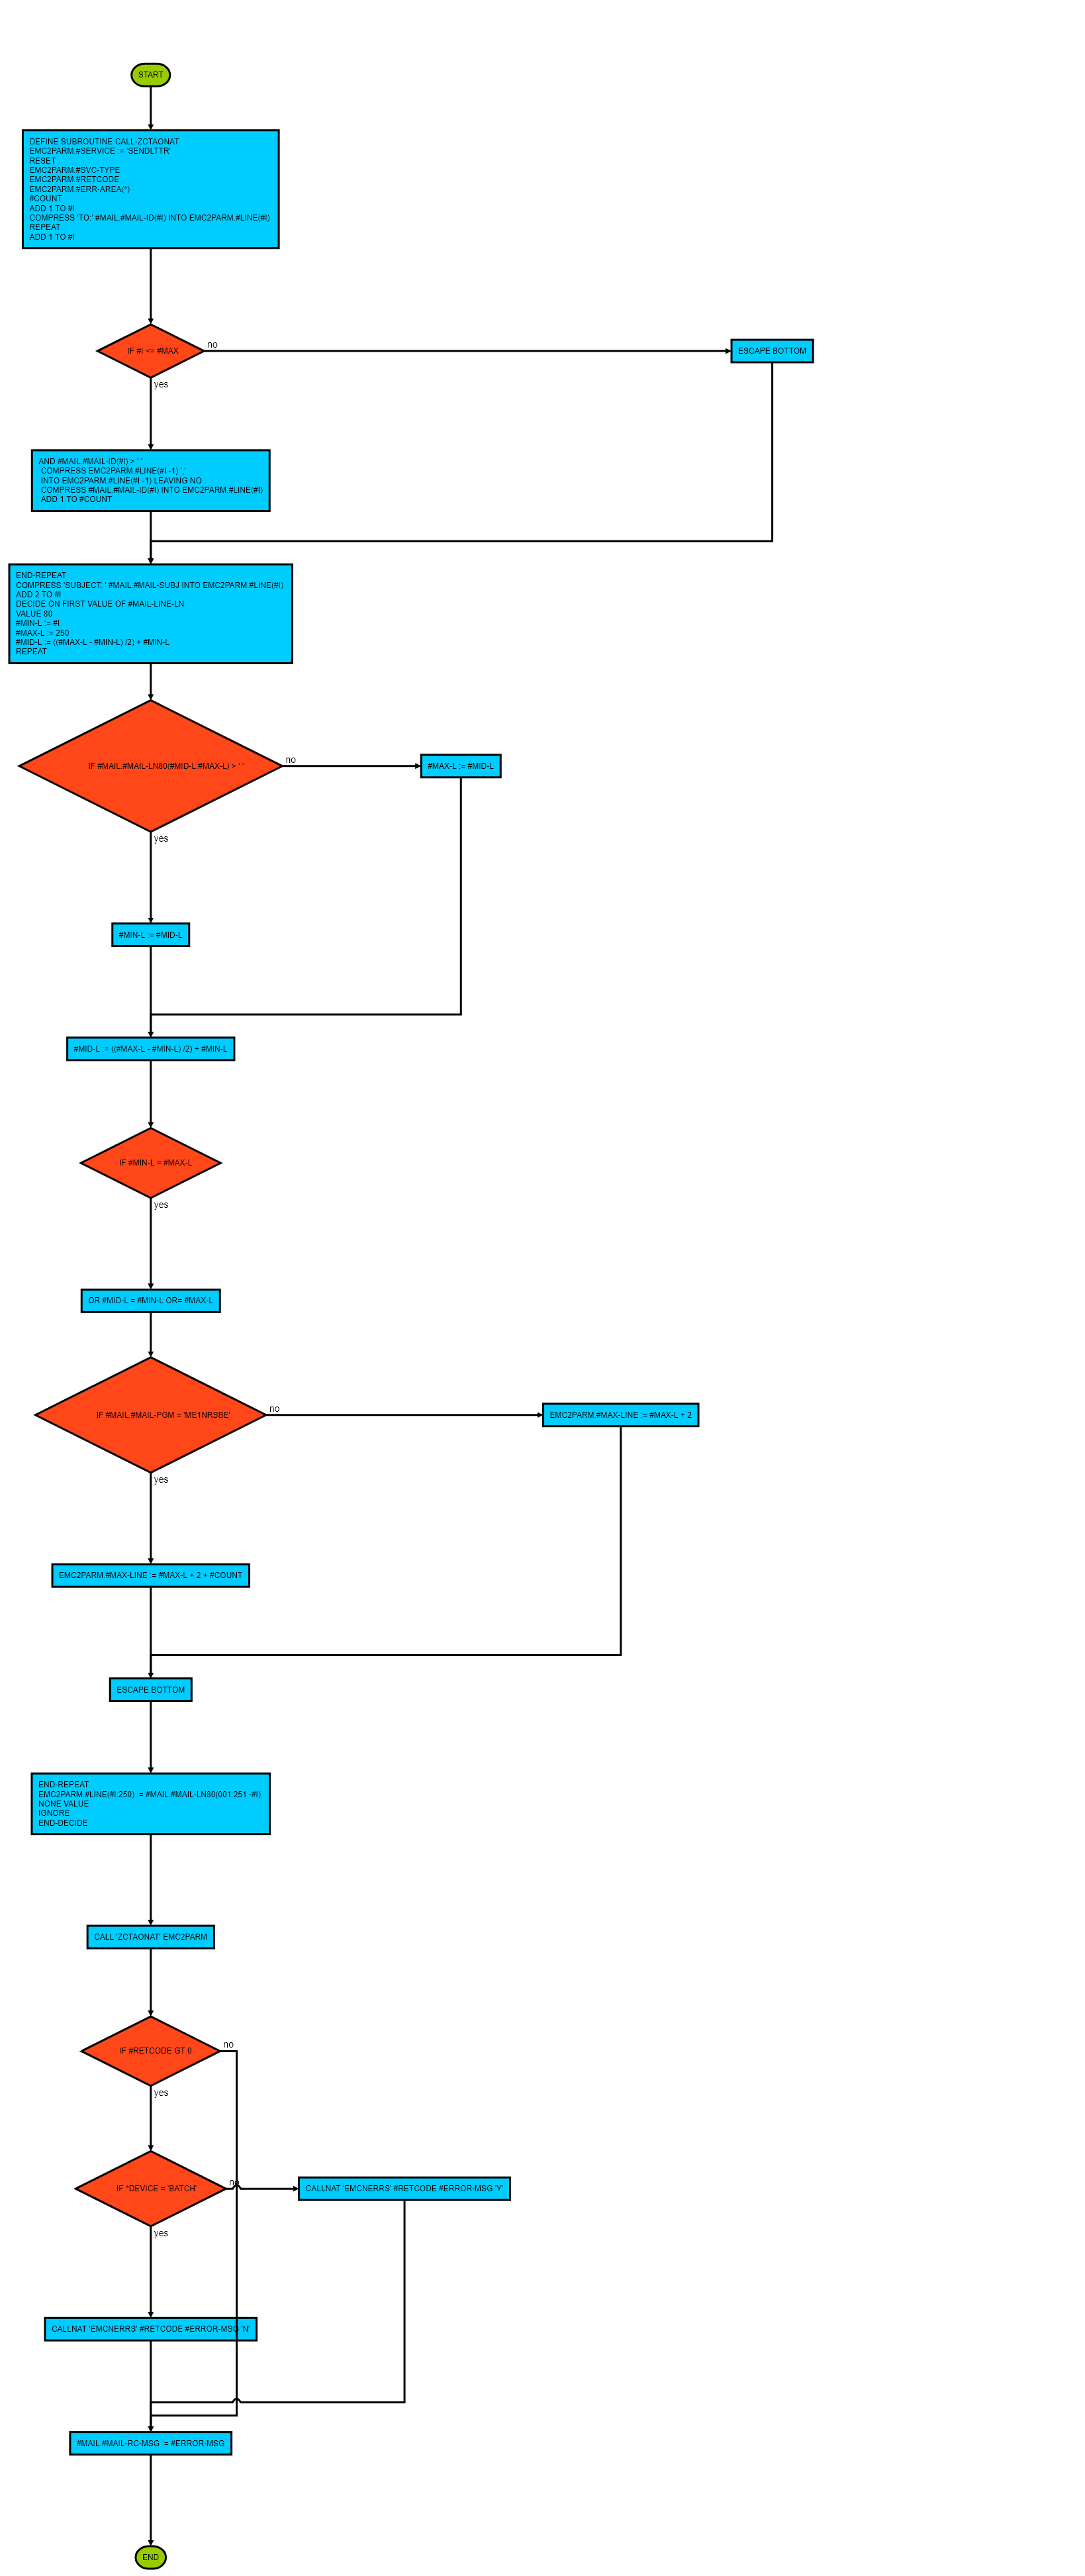 START
DEFINE SUBROUTINE CALL-ZCTAONAT
EMC2PARM.#SERVICE := 'SENDLTTR'
RESET
EMC2PARM.#SVC-TYPE
EMC2PARM.#RETCODE
EMC2PARM.#ERR-AREA(*)
#COUNT
ADD 1 TO #I
COMPRESS 'TO:' #MAIL.#MAIL-ID(#I) INTO EMC2PARM.#LINE(#I)
REPEAT
ADD 1 TO #I
IF #I <= #MAX
no
ESCAPE BOTTOM
yes
AND #MAIL.#MAIL-ID(#I) > ' '
COMPRESS EMC2PARM.#LINE(#I -1) ','
INTO EMC2PARM.#LINE(#I -1) LEAVING NO
COMPRESS #MAIL.#MAIL-ID(#I) INTO EMC2PARM.#LINE(#I)
ADD 1 TO #COUNT
END-REPEAT
COMPRESS 'SUBJECT: ' #MAIL.#MAIL-SUBJ INTO EMC2PARM.#LINE(#I)
ADD 2 TO #I
DECIDE ON FIRST VALUE OF #MAIL-LINE-LN
VALUE 80
#MIN-L := #I
#MAX-L := 250
#MID-L := ((#MAX-L - #MIN-L) /2) + #MIN-L
REPEAT
IF #MAIL.#MAIL-LN80(#MID-L:#MAX-L) > ' '
no
#MAX-L := #MID-L
yes
#MIN-L := #MID-L
#MID-L := ((#MAX-L - #MIN-L) /2) + #MIN-L
IF #MIN-L = #MAX-L
yes
OR #MID-L = #MIN-L OR= #MAX-L
IF #MAIL.#MAIL-PGM = 'ME1NRSBE'
no
EMC2PARM.#MAX-LINE := #MAX-L + 2
yes
EMC2PARM.#MAX-LINE := #MAX-L + 2 + #COUNT
ESCAPE BOTTOM
END-REPEAT
EMC2PARM.#LINE(#I:250) := #MAIL.#MAIL-LN80(001:251 -#I)
NONE VALUE
IGNORE
END-DECIDE
CALL 'ZCTAONAT' EMC2PARM
IF #RETCODE GT 0
no
yes
IF *DEVICE = 'BATCH'
no
CALLNAT 'EMCNERRS' #RETCODE #ERROR-MSG 'Y'
yes
CALLNAT 'EMCNERRS' #RETCODE #ERROR-MSG 'N'
#MAIL.#MAIL-RC-MSG := #ERROR-MSG
END